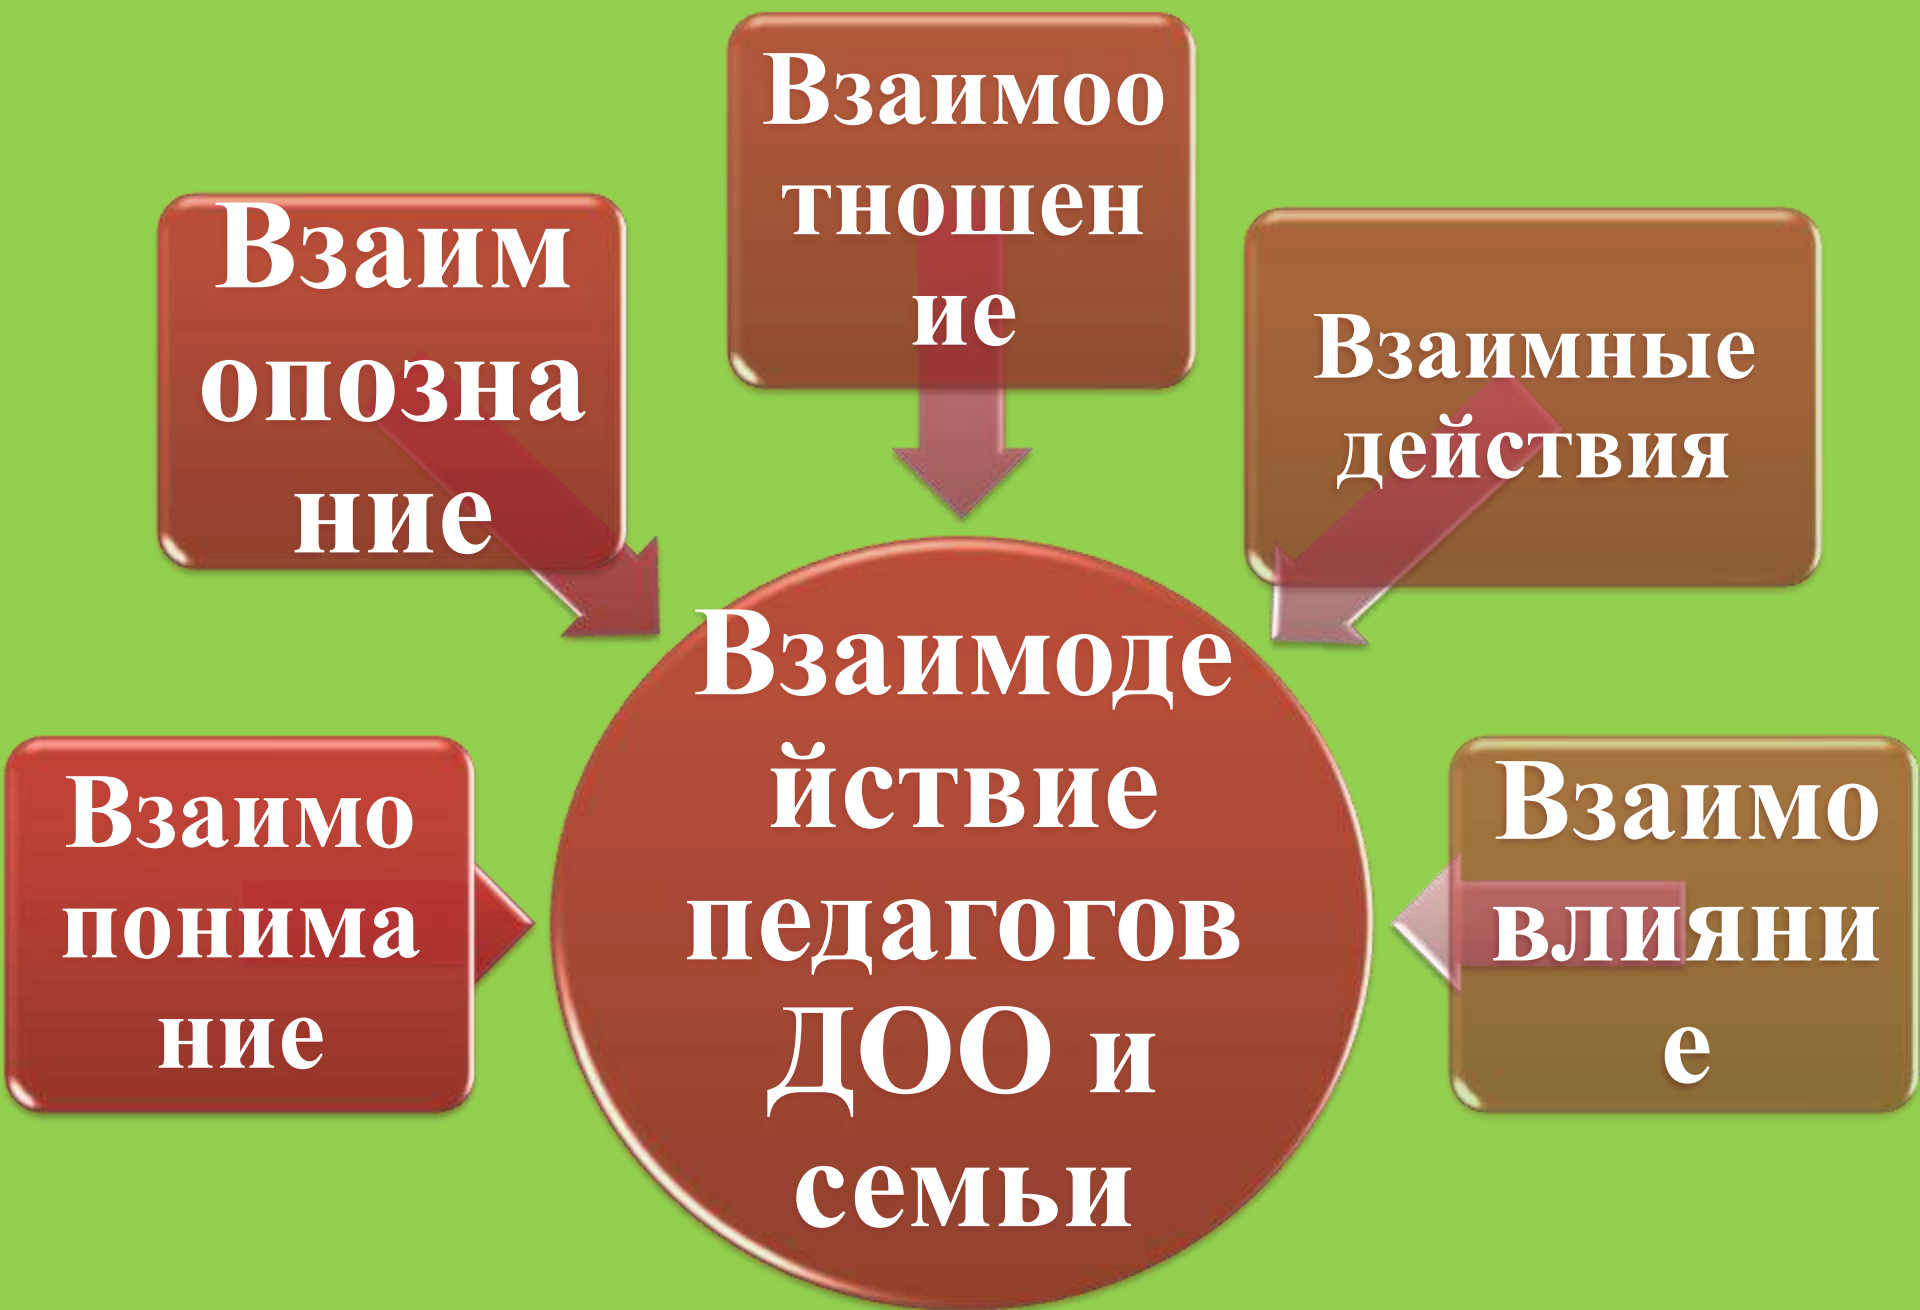 Взаимо
понима
ние
Взаим
опозна
ние
Взаимоо
тношен
ие
Взаимные
действия
Взаимо
влияни
е
Взаимоде
йствие
педагогов
ДОО и
семьи